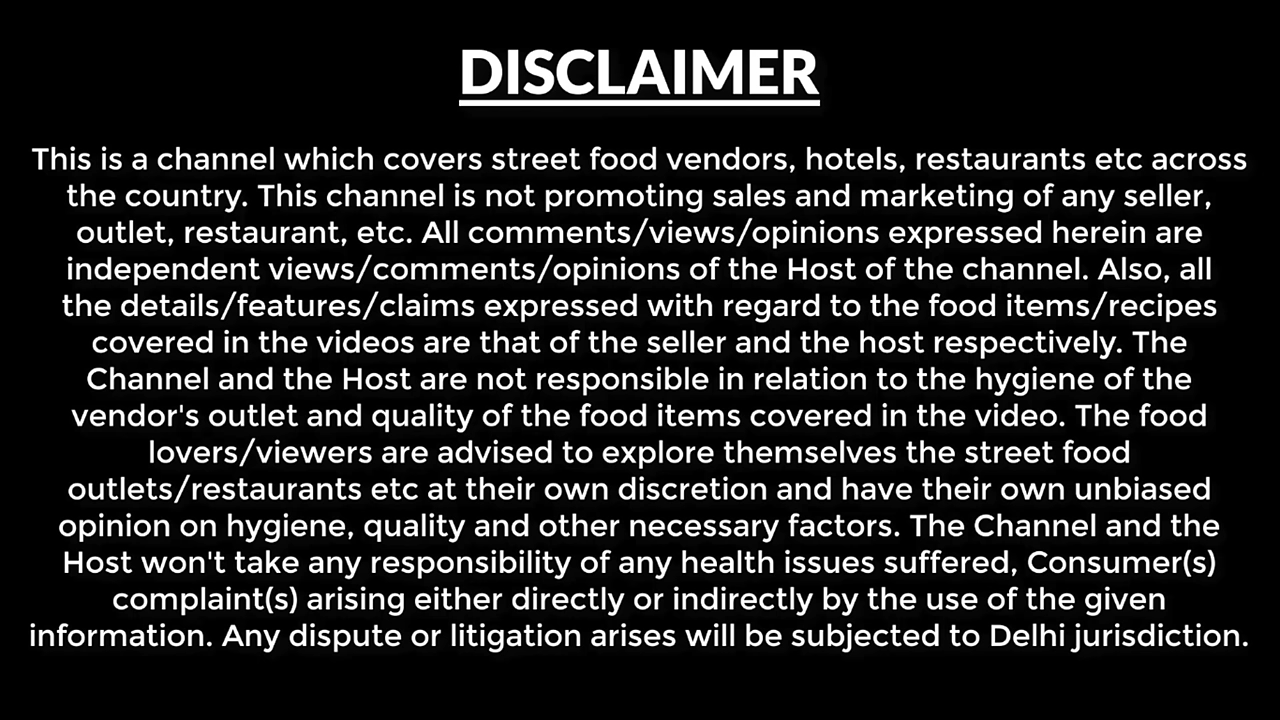 DISCLAIMER
This is a channel which covers street food vendors, hotels, restaurants etc across
the country. This channel is not promoting sales and marketing of any seller,
outlet, restaurant, etc. All comments/views/opinions expressed herein are
independent views/comments/opinions of the Host of the channel. Also, all
the details/features/claims expressed with regard to the food items/recipes
covered in the videos are that of the seller and the host respectively. The
Channel and the Host are not responsible in relation to the hygiene of the
vendor's outlet and quality of the food items covered in the video. The food
lovers/viewers are advised to explore themselves the street food
outlets/restaurants etc at their own discretion and have their own unbiased
opinion on hygiene, quality and other necessary factors. The Channel and the
Host won't take any responsibility of any health issues suffered, Consumer(s)
complaint(s) arising either directly or indirectly by the use of the given
information. Any dispute or litigation arises will be subjected to Delhi jurisdiction.